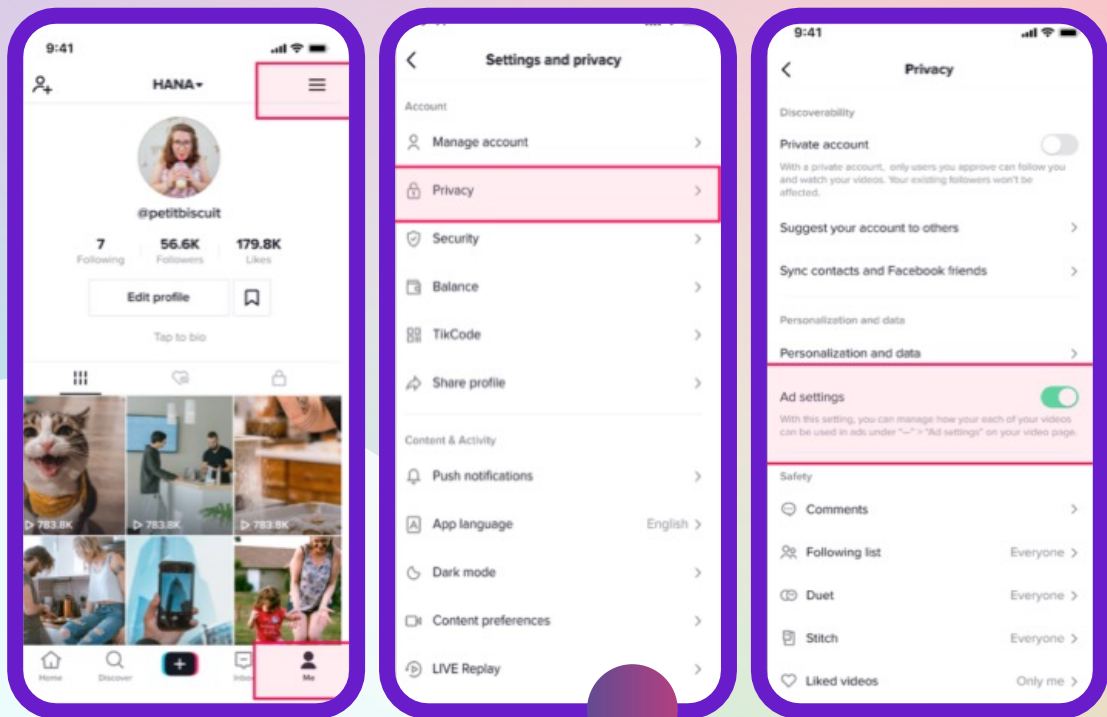 9:41
HANA
@petitbiscuit
7 56.6K 179.8K
Following Followers Likes
Edit profile
Tap to bio
783.8K 783.8K 783.8K
Home Discover Me
Settings and privacy
Account
Manage account
Privacy
Security
Balance
TikCode
Share profile
Content & Activity
Push notifications
App language English
Dark mode
Content preferences
LIVE Replay
9:41
Privacy
Discoverability
Private account
With a private account, only users you approve can follow you
and watch your videos. Your existing followers won't be
affected.
Suggest your account to others
Sync contacts and Facebook friends
Personalization and data
Personalization and data
Ad settings
With this setting, you can manage how your each of your videos
can be used in ads under "—" > "Ad settings" on your video page.
Safety
Comments
Following list Everyone
Duet Everyone
Stitch Everyone
Liked videos Only me